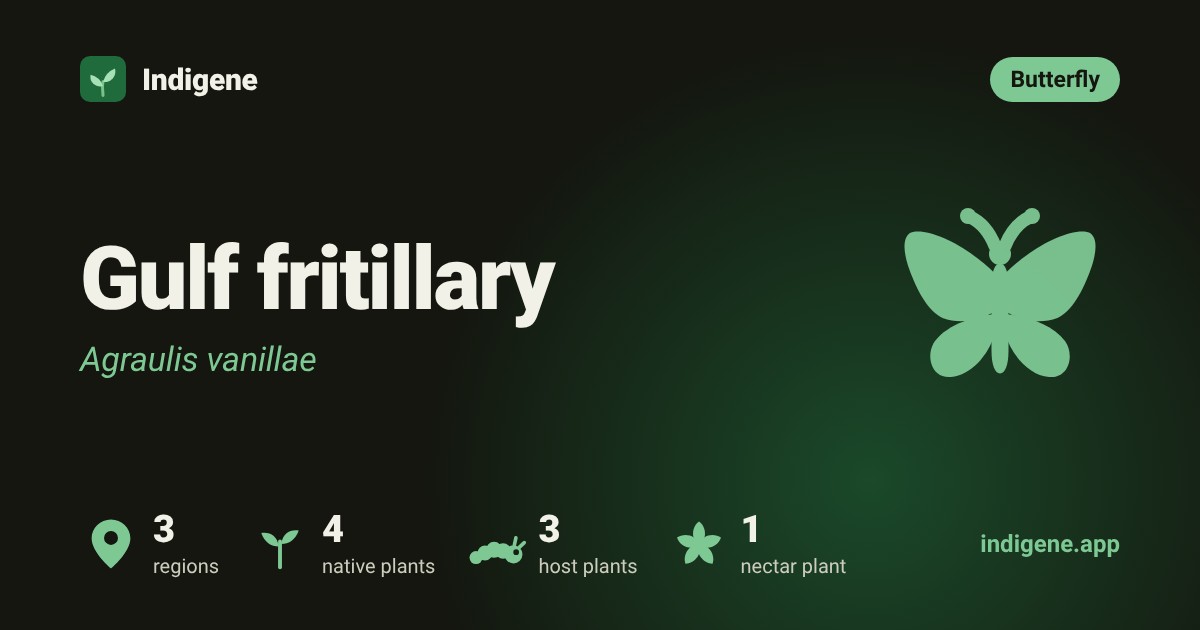 Indigene
Butterfly
Gulf fritillary
Agraulis vanillae
3
regions
4
native plants
3
host plants
1
nectar plant
indigene.app